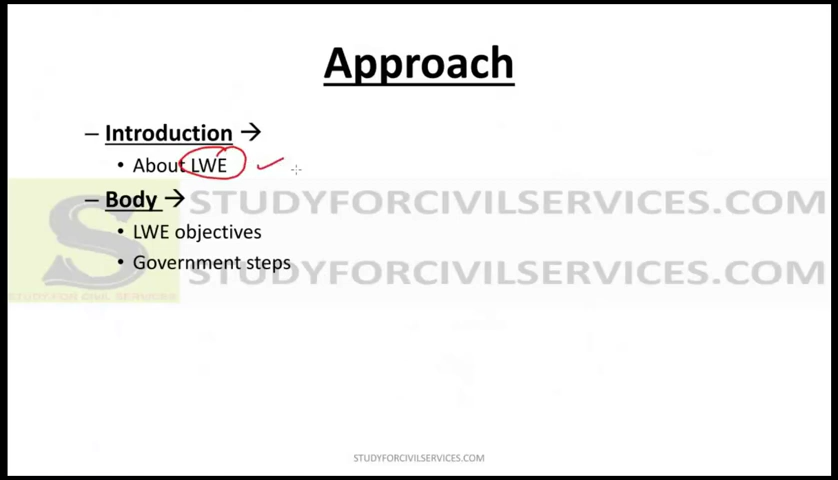 Approach
– Introduction →
• About LWE
– Body →
STUDYFORCIVILSERVICES.COM
• LWE objectives
• Government steps
STUDYFORCIVILSERVICES.COM
S
STUDY FOR CIVIL SERVICES
STUDYFORCIVILSERVICES.COM